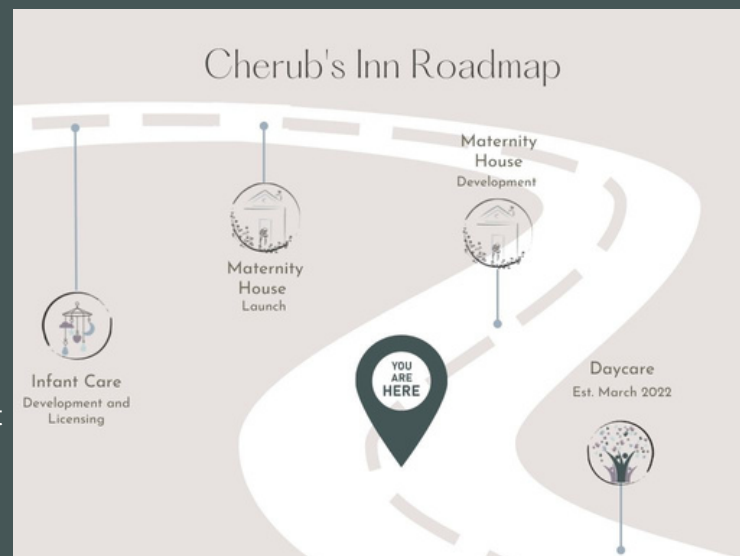 Cherub's Inn Roadmap
Maternity
House
Development
Maternity
House
Launch
Infant Care
Development and
Licensing
YOU
ARE
HERE
Daycare
Est. March 2022